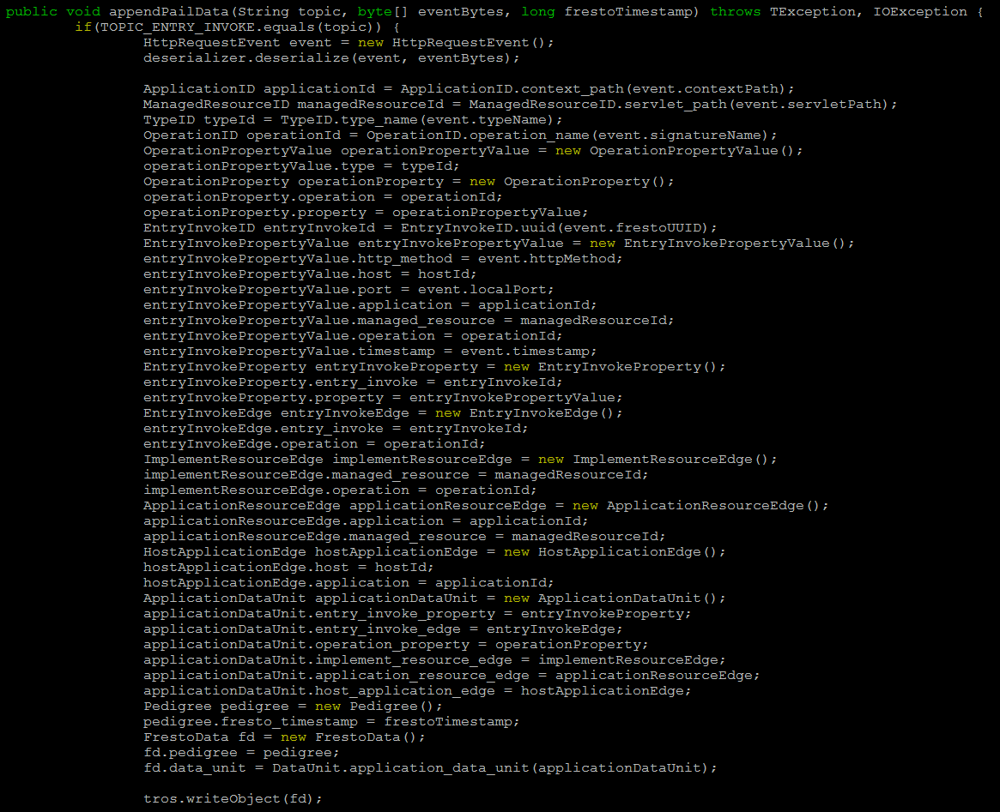 public void appendPailData(String topic, byte[] eventBytes, long frestoTimestamp) throws TException, IOException {
if(TOPIC_ENTRY_INVOKE.equals(topic)) {
HttpRequestEvent event = new HttpRequestEvent();
deserializer.deserialize(event, eventBytes);
ApplicationID applicationId = ApplicationID.context_path(event.contextPath);
ManagedResourceID managedResourceId = ManagedResourceID.servlet_path(event.servletPath);
TypeID typeId = TypeID.type_name(event.typeName);
OperationID operationId = OperationID.operation_name(event.signatureName);
OperationPropertyValue operationPropertyValue = new OperationPropertyValue();
operationPropertyValue.type = typeId;
OperationProperty operationProperty = new OperationProperty();
operationProperty.operation = operationId;
operationProperty.property = operationPropertyValue;
EntryInvokeID entryInvokeId = EntryInvokeID.uuid(event.frestoUUID);
EntryInvokePropertyValue entryInvokePropertyValue = new EntryInvokePropertyValue();
entryInvokePropertyValue.http_method = event.httpMethod;
entryInvokePropertyValue.host = hostId;
entryInvokePropertyValue.port = event.localPort;
entryInvokePropertyValue.application = applicationId;
entryInvokePropertyValue.managed_resource = managedResourceId;
entryInvokePropertyValue.operation = operationId;
entryInvokePropertyValue.timestamp = event.timestamp;
EntryInvokeProperty entryInvokeProperty = new EntryInvokeProperty();
entryInvokeProperty.entry_invoke = entryInvokeId;
entryInvokeProperty.property = entryInvokePropertyValue;
EntryInvokeEdge entryInvokeEdge = new EntryInvokeEdge();
entryInvokeEdge.entry_invoke = entryInvokeId;
entryInvokeEdge.operation = operationId;
ImplementResourceEdge implementResourceEdge = new ImplementResourceEdge();
implementResourceEdge.managed_resource = managedResourceId;
implementResourceEdge.operation = operationId;
ApplicationResourceEdge applicationResourceEdge = new ApplicationResourceEdge();
applicationResourceEdge.application = applicationId;
applicationResourceEdge.managed_resource = managedResourceId;
HostApplicationEdge hostApplicationEdge = new HostApplicationEdge();
hostApplicationEdge.host = hostId;
hostApplicationEdge.application = applicationId;
ApplicationDataUnit applicationDataUnit = new ApplicationDataUnit();
applicationDataUnit.entry_invoke_property = entryInvokeProperty;
applicationDataUnit.entry_invoke_edge = entryInvokeEdge;
applicationDataUnit.operation_property = operationProperty;
applicationDataUnit.implement_resource_edge = implementResourceEdge;
applicationDataUnit.application_resource_edge = applicationResourceEdge;
applicationDataUnit.host_application_edge = hostApplicationEdge;
Pedigree pedigree = new Pedigree();
pedigree.fresto_timestamp = frestoTimestamp;
FrestoData fd = new FrestoData();
fd.pedigree = pedigree;
fd.data_unit = DataUnit.application_data_unit(applicationDataUnit);
tros.writeObject(fd);